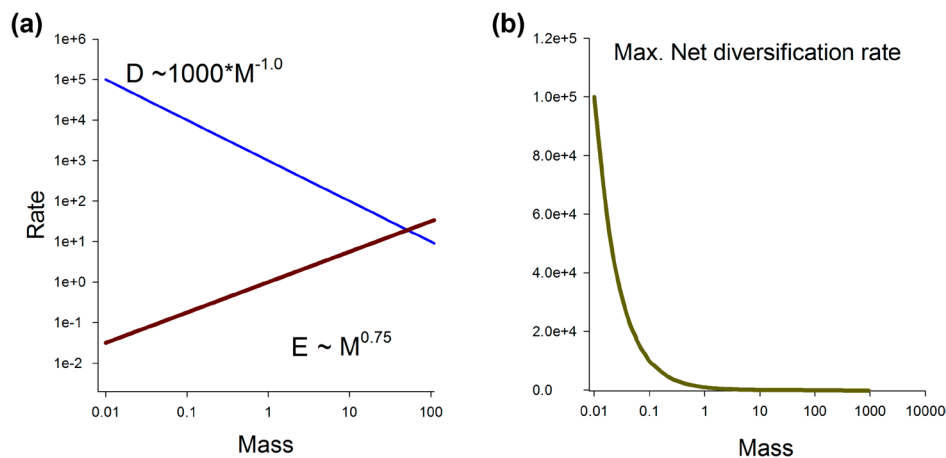 (a)
1e+6
1e+5
1e+4
1e+3
1e+2
1e+1
1e+0
1e-1
1e-2
Rate
D ~1000*M^-1.0
E ~ M^0.75
0.01 0.1 1 10 100
Mass
(b)
Max. Net diversification rate
1.2e+5
1.0e+5
8.0e+4
6.0e+4
4.0e+4
2.0e+4
0.0
0.01 0.1 1 10 100 1000 10000
Mass